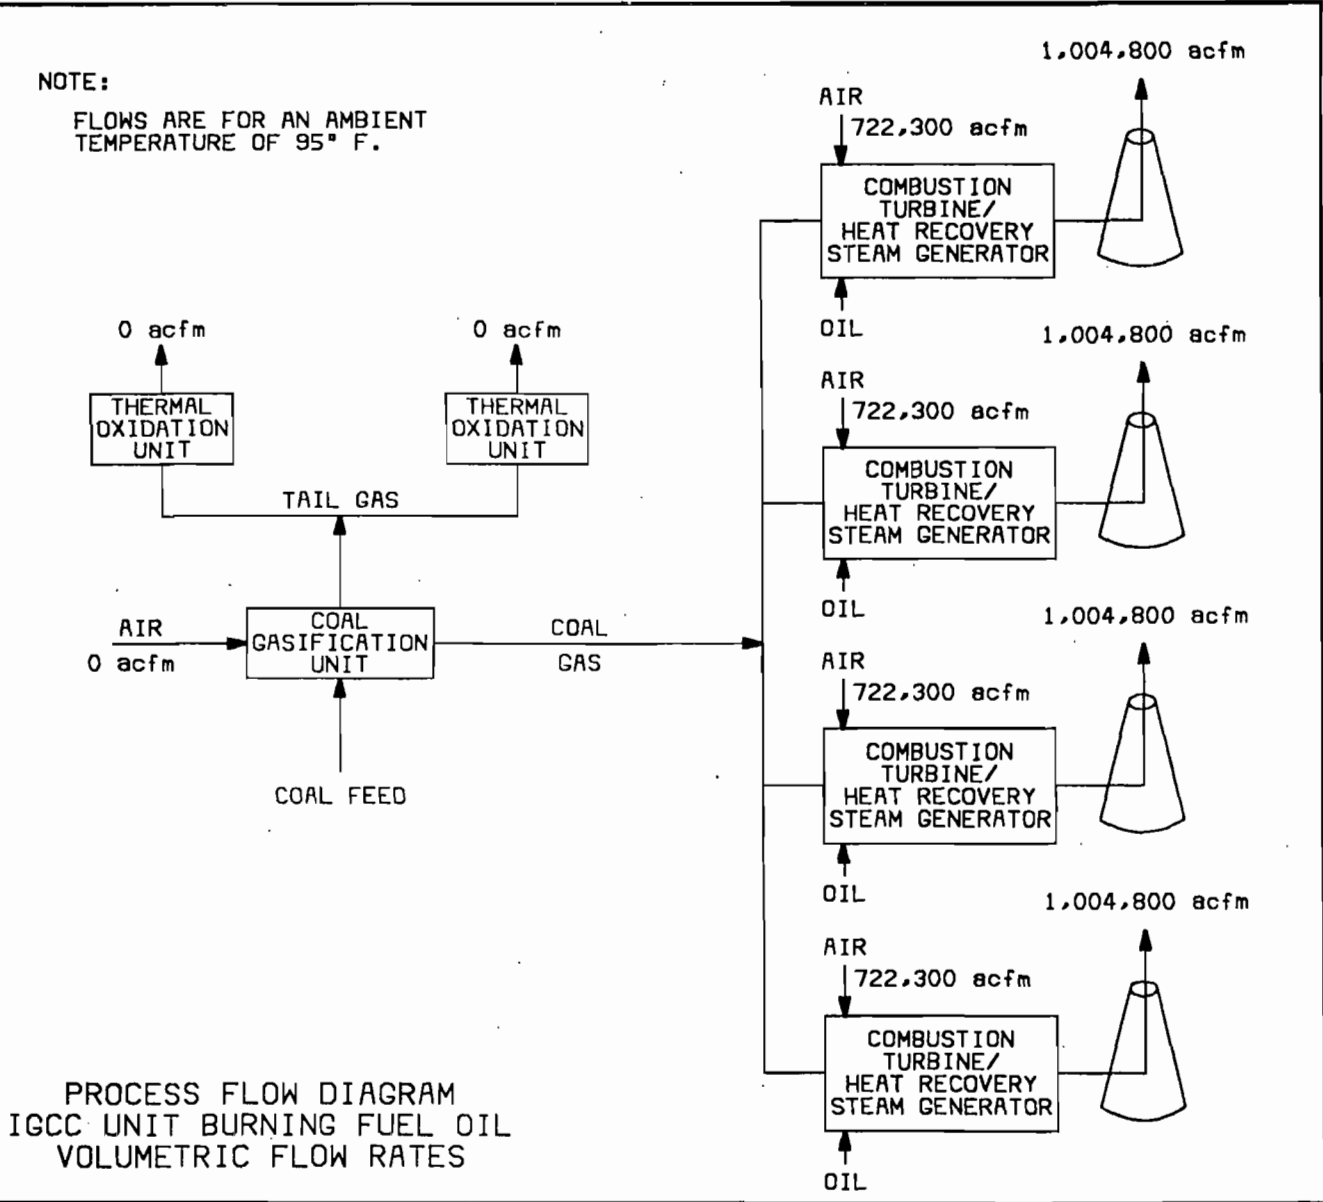 NOTE:
FLOWS ARE FOR AN AMBIENT
TEMPERATURE OF 95° F.
1,004,800 acfm
AIR
722,300 acfm
COMBUSTION
TURBINE/
HEAT RECOVERY
STEAM GENERATOR
OIL
0 acfm
0 acfm
THERMAL
OXIDATION
UNIT
THERMAL
OXIDATION
UNIT
TAIL GAS
1,004,800 acfm
AIR
722,300 acfm
COMBUSTION
TURBINE/
HEAT RECOVERY
STEAM GENERATOR
OIL
AIR
0 acfm
COAL
GASIFICATION
UNIT
COAL
GAS
COAL FEED
1,004,800 acfm
AIR
722,300 acfm
COMBUSTION
TURBINE/
HEAT RECOVERY
STEAM GENERATOR
OIL
1,004,800 acfm
AIR
722,300 acfm
COMBUSTION
TURBINE/
HEAT RECOVERY
STEAM GENERATOR
OIL
PROCESS FLOW DIAGRAM
IGCC UNIT BURNING FUEL OIL
VOLUMETRIC FLOW RATES